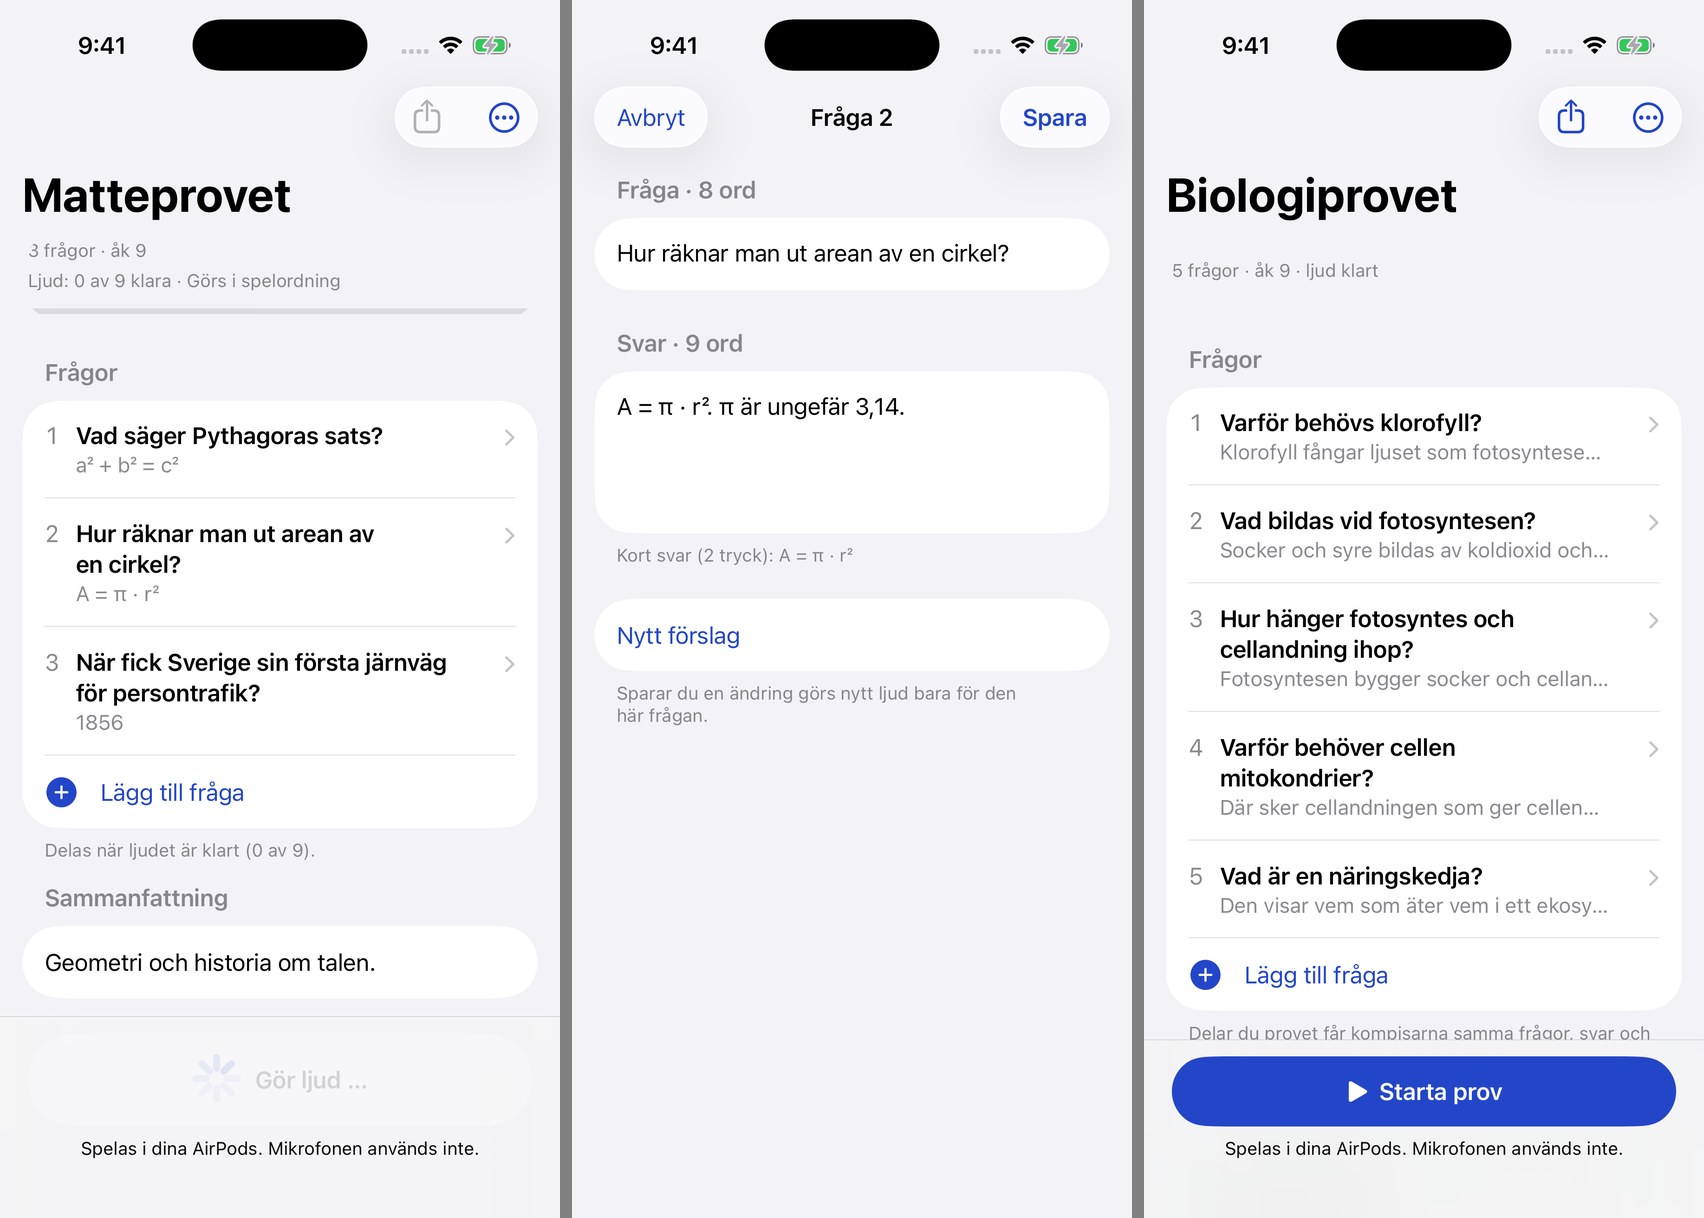 9:41
Matteprovet
3 frågor · åk 9
Ljud: 0 av 9 klara · Görs i spelordning
Frågor
1 Vad säger Pythagoras sats?
a² + b² = c²
2 Hur räknar man ut arean av
en cirkel?
A = π · r²
3 När fick Sverige sin första järnväg
för persontrafik?
1856
Lägg till fråga
Delas när ljudet är klart (0 av 9).
Sammanfattning
Geometri och historia om talen.
Gör ljud ...
Spelas i dina AirPods. Mikrofonen används inte.
9:41
Avbryt
Fråga 2
Spara
Fråga · 8 ord
Hur räknar man ut arean av en cirkel?
Svar · 9 ord
A = π · r². π är ungefär 3,14.
Kort svar (2 tryck): A = π · r²
Nytt förslag
Sparar du en ändring görs nytt ljud bara för den
här frågan.
9:41
Biologiprovet
5 frågor · åk 9 · ljud klart
Frågor
1 Varför behövs klorofyll?
Klorofyll fångar ljuset som fotosyntese...
2 Vad bildas vid fotosyntesen?
Socker och syre bildas av koldioxid och...
3 Hur hänger fotosyntes och
cellandning ihop?
Fotosyntesen bygger socker och cellan...
4 Varför behöver cellen
mitokondrier?
Där sker cellandningen som ger cellen...
5 Vad är en näringskedja?
Den visar vem som äter vem i ett ekosy...
Lägg till fråga
Delar du provet får kompisarna samma frågor, svar och
Starta prov
Spelas i dina AirPods. Mikrofonen används inte.